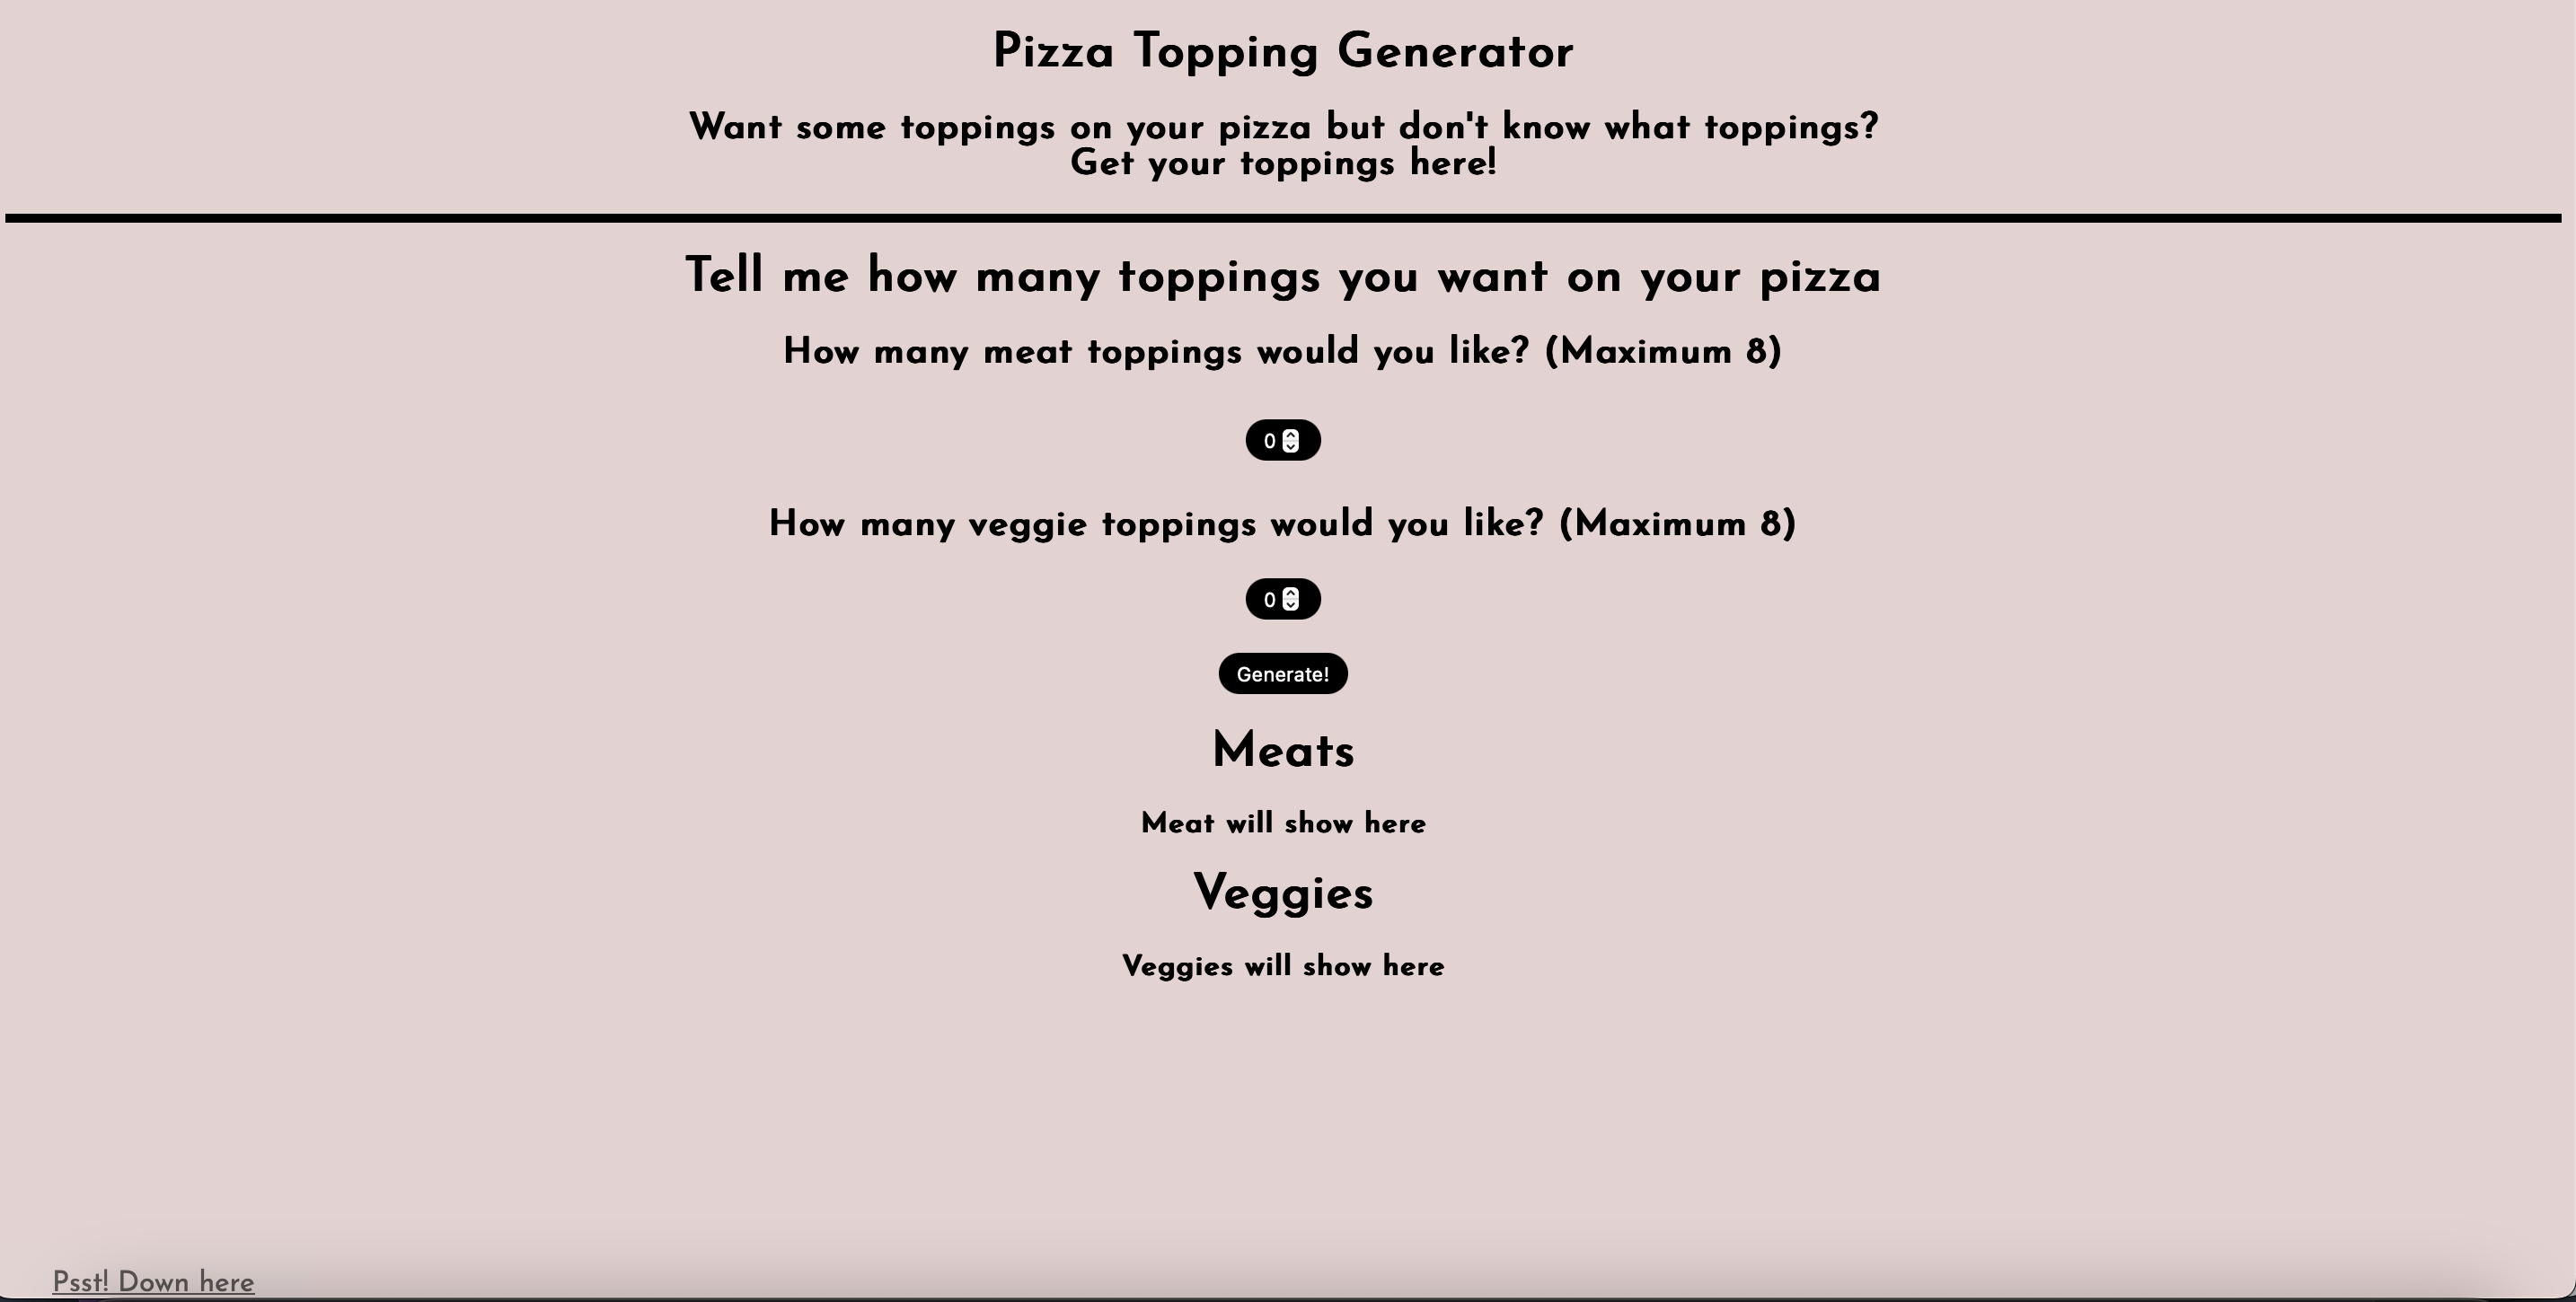 Pizza Topping Generator
Want some toppings on your pizza but don't know what toppings?
Get your toppings here!
Tell me how many toppings you want on your pizza
How many meat toppings would you like? (Maximum 8)
0
How many veggie toppings would you like? (Maximum 8)
0
Generate!
Meats
Meat will show here
Veggies
Veggies will show here
Psst! Down here